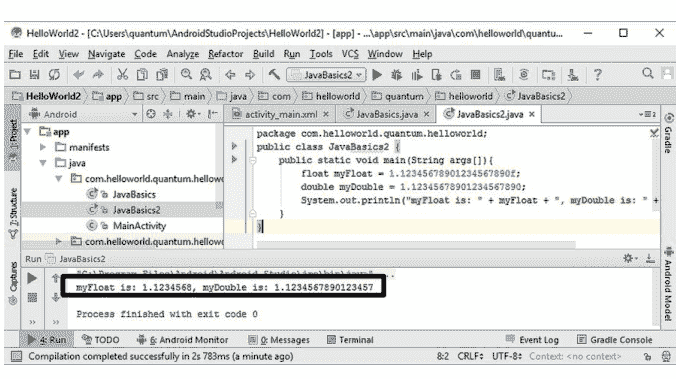 HelloWorld2 - [C:\Users\quantum\AndroidStudioProjects\HelloWorld2] - [app] - ...\app\src\main\java\com\helloworld\quantu...
File Edit View Navigate Code Analyze Refactor Build Run Tools VCS Window Help
JavaBasics2
HelloWorld2 app src main java com helloworld quantum helloworld JavaBasics2
Android activity_main.xml JavaBasics.java JavaBasics2.java
1: Project
7: Structure
Captures
app
manifests
java
com.helloworld.quantum.hellow
JavaBasics
JavaBasics2
MainActivity
com.helloworld.quantum.hellow
package com.helloworld.quantum.helloworld;
public class JavaBasics2 {
public static void main(String args[]){
float myFloat = 1.12345678901234567890f;
double myDouble = 1.12345678901234567890;
System.out.println("myFloat is: " + myFloat + ", myDouble is: " +
}
}
Gradle
Android Model
Run JavaBasics2
myFloat is: 1.1234568, myDouble is: 1.1234567890123457
Process finished with exit code 0
4: Run TODO 6: Android Monitor 0: Messages Terminal Event Log Gradle Console
Compilation completed successfully in 2s 783ms (a minute ago) 8:2 CRLF÷ UTF-8÷ Context: <no context>